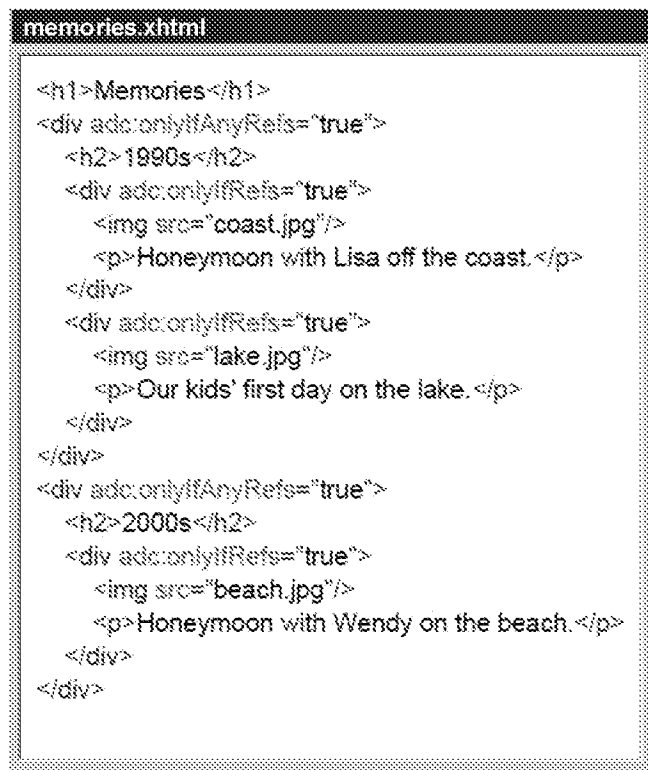 memories.xhtml
<h1>Memories</h1>
<div adc:onlyIfAnyRefs="true">
<h2>1990s</h2>
<div adc:onlyIfRefs="true">
<img src="coast.jpg"/>
<p>Honeymoon with Lisa off the coast.</p>
</div>
<div adc:onlyIfRefs="true">
<img src="lake.jpg"/>
<p>Our kids' first day on the lake.</p>
</div>
</div>
<div adc:onlyIfAnyRefs="true">
<h2>2000s</h2>
<div adc:onlyIfRefs="true">
<img src="beach.jpg"/>
<p>Honeymoon with Wendy on the beach.</p>
</div>
</div>